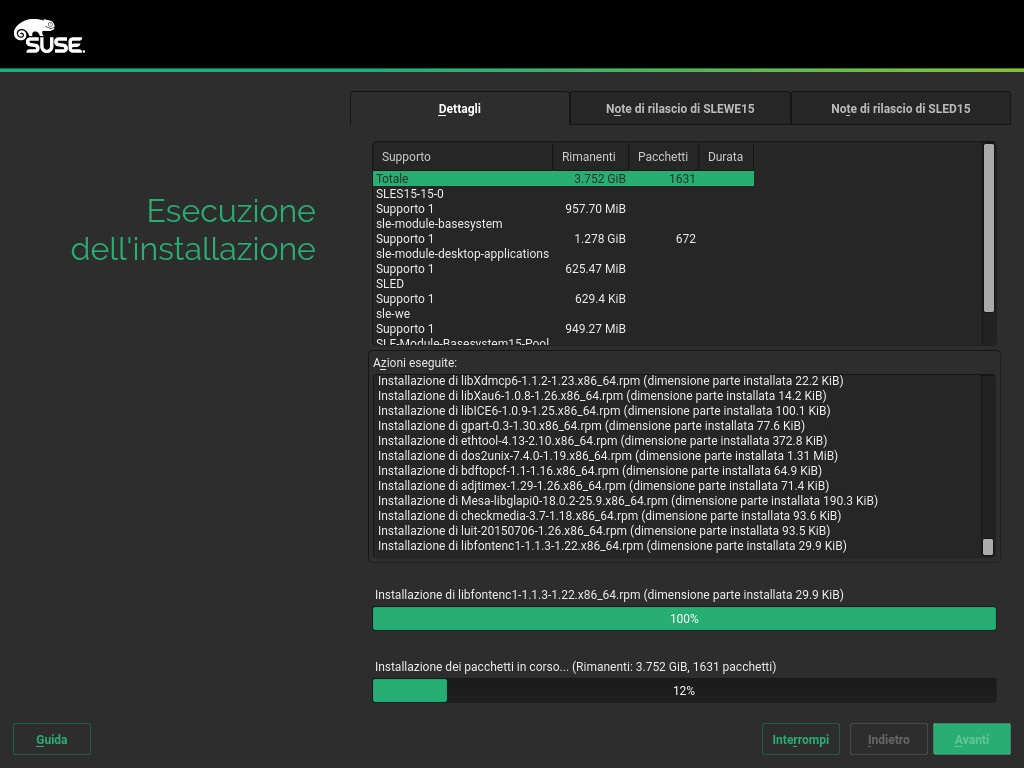 SUSE.
Dettagli
Note di rilascio di SLEWE15
Note di rilascio di SLED15
Esecuzione
dell'installazione
Supporto Rimanenti Pacchetti Durata
Totale 3.752 GiB 1631
SLES15-15-0
Supporto 1 957.70 MiB
sle-module-basesystem
Supporto 1 1.278 GiB 672
sle-module-desktop-applications
Supporto 1 625.47 MiB
SLED
Supporto 1 629.4 KiB
sle-we
Supporto 1 949.27 MiB
SLE-Module-Basesystem15-Pool
Azioni eseguite:
Installazione di libXdmcp6-1.1.2-1.23.x86_64.rpm (dimensione parte installata 22.2 KiB)
Installazione di libXau6-1.0.8-1.26.x86_64.rpm (dimensione parte installata 14.2 KiB)
Installazione di libICE6-1.0.9-1.25.x86_64.rpm (dimensione parte installata 100.1 KiB)
Installazione di gpart-0.3-1.30.x86_64.rpm (dimensione parte installata 77.6 KiB)
Installazione di ethtool-4.13-2.10.x86_64.rpm (dimensione parte installata 372.8 KiB)
Installazione di dos2unix-7.4.0-1.19.x86_64.rpm (dimensione parte installata 1.31 MiB)
Installazione di bdftopcf-1.1-1.16.x86_64.rpm (dimensione parte installata 64.9 KiB)
Installazione di adjtimex-1.29-1.26.x86_64.rpm (dimensione parte installata 71.4 KiB)
Installazione di Mesa-libglapi0-18.0.2-25.9.x86_64.rpm (dimensione parte installata 190.3 KiB)
Installazione di checkmedia-3.7-1.18.x86_64.rpm (dimensione parte installata 93.6 KiB)
Installazione di luit-20150706-1.26.x86_64.rpm (dimensione parte installata 93.5 KiB)
Installazione di libfontenc1-1.1.3-1.22.x86_64.rpm (dimensione parte installata 29.9 KiB)
Installazione di libfontenc1-1.1.3-1.22.x86_64.rpm (dimensione parte installata 29.9 KiB)
100%
Installazione dei pacchetti in corso... (Rimanenti: 3.752 GiB, 1631 pacchetti)
12%
Guida
Interrompi
Indietro
Avanti